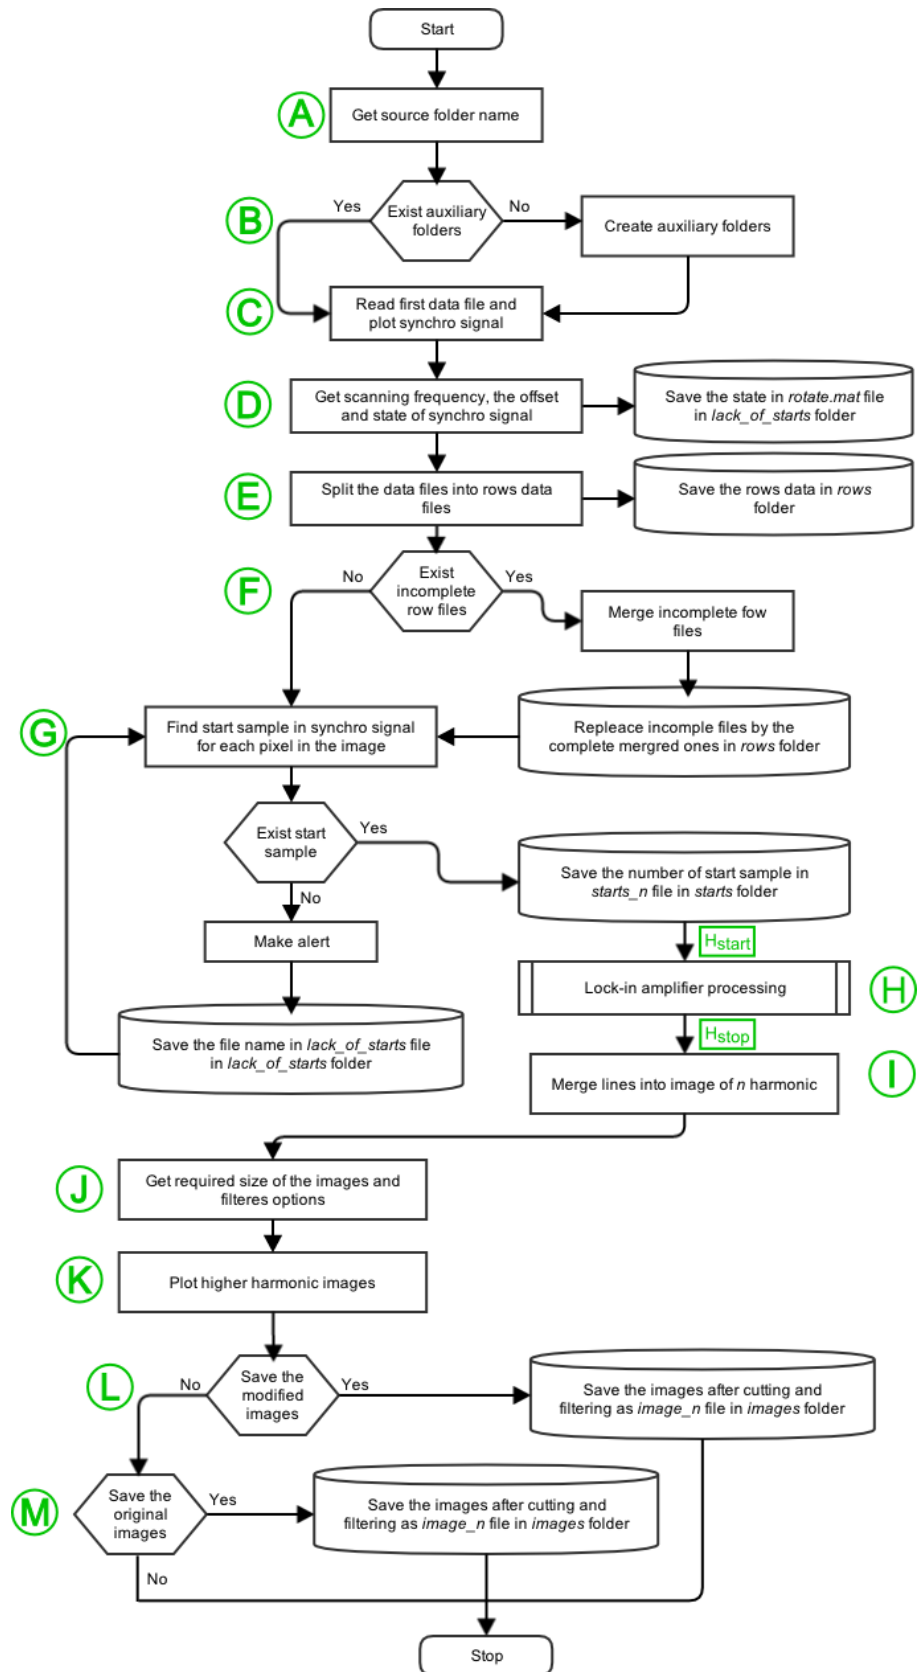 Start
A
Get source folder name
B
Yes
Exist auxiliary
folders
No
Create auxiliary folders
C
Read first data file and
plot synchro signal
D
Get scanning frequency, the offset
and state of synchro signal
Save the state in rotate.mat file
in lack_of_starts folder
E
Split the data files into rows data
files
Save the rows data in rows
folder
F
No
Exist
incomplete
row files
Yes
Merge incomplete fow
files
G
Find start sample in synchro signal
for each pixel in the image
Repleace incomple files by the
complete mergred ones in rows folder
Exist start
sample
Yes
No
Save the number of start sample in
starts_n file in starts folder
Make alert
Hstart
Lock-in amplifier processing
H
Save the file name in lack_of_starts file
in lack_of_starts folder
Hstop
Merge lines into image of n harmonic
I
J
Get required size of the images and
filteres options
K
Plot higher harmonic images
L
No
Save the
modified
images
Yes
Save the images after cutting and
filtering as image_n file in images folder
M
Save the
original
images
Yes
No
Save the images after cutting and
filtering as image_n file in images folder
Stop